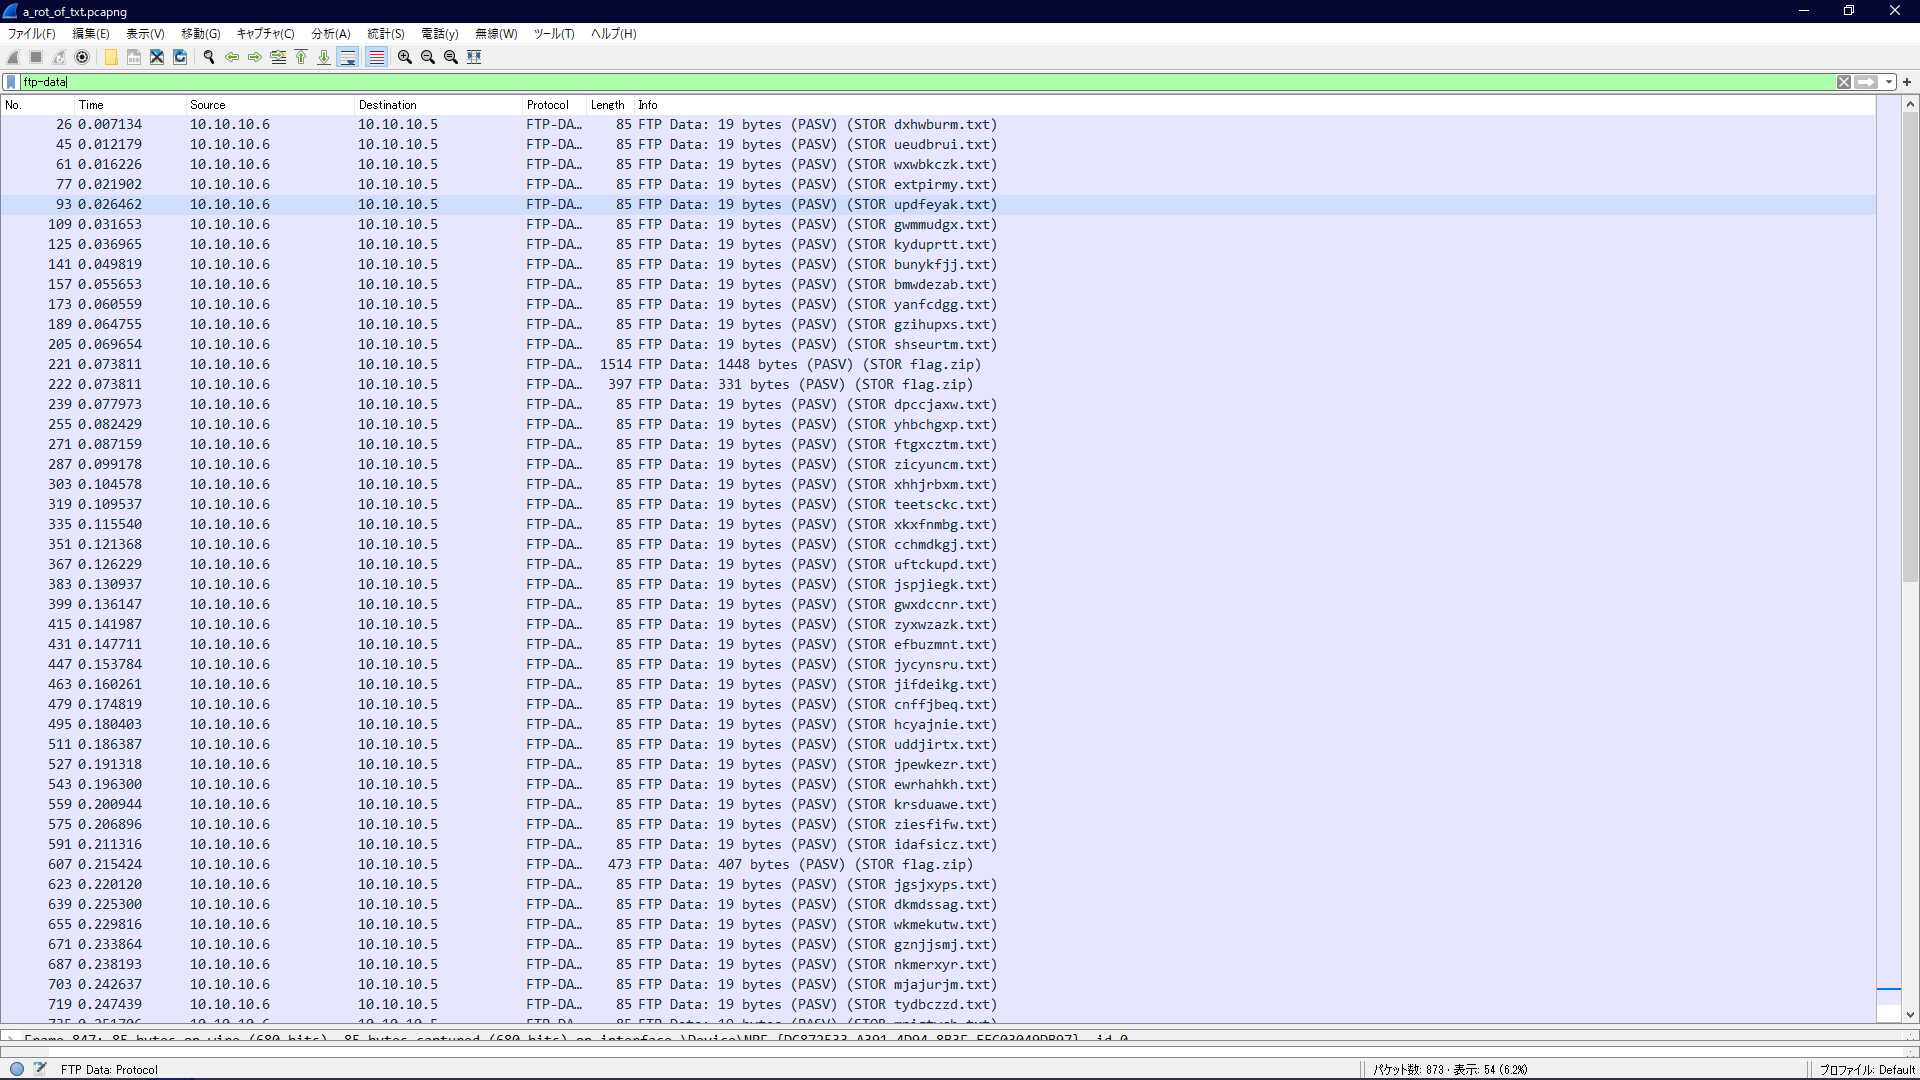 a_rot_of_txt.pcapng
ファイル(F) 編集(E) 表示(V) 移動(G) キャプチャ(C) 分析(A) 統計(S) 電話(y) 無線(W) ツール(T) ヘルプ(H)
ftp-data
No. Time Source Destination Protocol Length Info
26 0.007134 10.10.10.6 10.10.10.5 FTP-DA… 85 FTP Data: 19 bytes (PASV) (STOR dxhwburm.txt)
45 0.012179 10.10.10.6 10.10.10.5 FTP-DA… 85 FTP Data: 19 bytes (PASV) (STOR ueudbrui.txt)
61 0.016226 10.10.10.6 10.10.10.5 FTP-DA… 85 FTP Data: 19 bytes (PASV) (STOR wxwbkczk.txt)
77 0.021902 10.10.10.6 10.10.10.5 FTP-DA… 85 FTP Data: 19 bytes (PASV) (STOR extpirmy.txt)
93 0.026462 10.10.10.6 10.10.10.5 FTP-DA… 85 FTP Data: 19 bytes (PASV) (STOR updfeyak.txt)
109 0.031653 10.10.10.6 10.10.10.5 FTP-DA… 85 FTP Data: 19 bytes (PASV) (STOR gwmmudgx.txt)
125 0.036965 10.10.10.6 10.10.10.5 FTP-DA… 85 FTP Data: 19 bytes (PASV) (STOR kyduprtt.txt)
141 0.049819 10.10.10.6 10.10.10.5 FTP-DA… 85 FTP Data: 19 bytes (PASV) (STOR bunykfjj.txt)
157 0.055653 10.10.10.6 10.10.10.5 FTP-DA… 85 FTP Data: 19 bytes (PASV) (STOR bmwdezab.txt)
173 0.060559 10.10.10.6 10.10.10.5 FTP-DA… 85 FTP Data: 19 bytes (PASV) (STOR yanfcdgg.txt)
189 0.064755 10.10.10.6 10.10.10.5 FTP-DA… 85 FTP Data: 19 bytes (PASV) (STOR gzihupxs.txt)
205 0.069654 10.10.10.6 10.10.10.5 FTP-DA… 85 FTP Data: 19 bytes (PASV) (STOR shseurtm.txt)
221 0.073811 10.10.10.6 10.10.10.5 FTP-DA… 1514 FTP Data: 1448 bytes (PASV) (STOR flag.zip)
222 0.073811 10.10.10.6 10.10.10.5 FTP-DA… 397 FTP Data: 331 bytes (PASV) (STOR flag.zip)
239 0.077973 10.10.10.6 10.10.10.5 FTP-DA… 85 FTP Data: 19 bytes (PASV) (STOR dpccjaxw.txt)
255 0.082429 10.10.10.6 10.10.10.5 FTP-DA… 85 FTP Data: 19 bytes (PASV) (STOR yhbchgxp.txt)
271 0.087159 10.10.10.6 10.10.10.5 FTP-DA… 85 FTP Data: 19 bytes (PASV) (STOR ftgxcztm.txt)
287 0.099178 10.10.10.6 10.10.10.5 FTP-DA… 85 FTP Data: 19 bytes (PASV) (STOR zicyuncm.txt)
303 0.104578 10.10.10.6 10.10.10.5 FTP-DA… 85 FTP Data: 19 bytes (PASV) (STOR xhhjrbxm.txt)
319 0.109537 10.10.10.6 10.10.10.5 FTP-DA… 85 FTP Data: 19 bytes (PASV) (STOR teetsckc.txt)
335 0.115540 10.10.10.6 10.10.10.5 FTP-DA… 85 FTP Data: 19 bytes (PASV) (STOR xkxfnmbg.txt)
351 0.121368 10.10.10.6 10.10.10.5 FTP-DA… 85 FTP Data: 19 bytes (PASV) (STOR cchmdkgj.txt)
367 0.126229 10.10.10.6 10.10.10.5 FTP-DA… 85 FTP Data: 19 bytes (PASV) (STOR uftckupd.txt)
383 0.130937 10.10.10.6 10.10.10.5 FTP-DA… 85 FTP Data: 19 bytes (PASV) (STOR jspjiegk.txt)
399 0.136147 10.10.10.6 10.10.10.5 FTP-DA… 85 FTP Data: 19 bytes (PASV) (STOR gwxdccnr.txt)
415 0.141987 10.10.10.6 10.10.10.5 FTP-DA… 85 FTP Data: 19 bytes (PASV) (STOR zyxwzazk.txt)
431 0.147711 10.10.10.6 10.10.10.5 FTP-DA… 85 FTP Data: 19 bytes (PASV) (STOR efbuzmnt.txt)
447 0.153784 10.10.10.6 10.10.10.5 FTP-DA… 85 FTP Data: 19 bytes (PASV) (STOR jycynsru.txt)
463 0.160261 10.10.10.6 10.10.10.5 FTP-DA… 85 FTP Data: 19 bytes (PASV) (STOR jifdeikg.txt)
479 0.174819 10.10.10.6 10.10.10.5 FTP-DA… 85 FTP Data: 19 bytes (PASV) (STOR cnffjbeq.txt)
495 0.180403 10.10.10.6 10.10.10.5 FTP-DA… 85 FTP Data: 19 bytes (PASV) (STOR hcyajnie.txt)
511 0.186387 10.10.10.6 10.10.10.5 FTP-DA… 85 FTP Data: 19 bytes (PASV) (STOR uddjirtx.txt)
527 0.191318 10.10.10.6 10.10.10.5 FTP-DA… 85 FTP Data: 19 bytes (PASV) (STOR jpewkezr.txt)
543 0.196300 10.10.10.6 10.10.10.5 FTP-DA… 85 FTP Data: 19 bytes (PASV) (STOR ewrhahkh.txt)
559 0.200944 10.10.10.6 10.10.10.5 FTP-DA… 85 FTP Data: 19 bytes (PASV) (STOR krsduawe.txt)
575 0.206896 10.10.10.6 10.10.10.5 FTP-DA… 85 FTP Data: 19 bytes (PASV) (STOR ziesfifw.txt)
591 0.211316 10.10.10.6 10.10.10.5 FTP-DA… 85 FTP Data: 19 bytes (PASV) (STOR idafsicz.txt)
607 0.215424 10.10.10.6 10.10.10.5 FTP-DA… 473 FTP Data: 407 bytes (PASV) (STOR flag.zip)
623 0.220120 10.10.10.6 10.10.10.5 FTP-DA… 85 FTP Data: 19 bytes (PASV) (STOR jgsjxyps.txt)
639 0.225300 10.10.10.6 10.10.10.5 FTP-DA… 85 FTP Data: 19 bytes (PASV) (STOR dkmdssag.txt)
655 0.229816 10.10.10.6 10.10.10.5 FTP-DA… 85 FTP Data: 19 bytes (PASV) (STOR wkmekutw.txt)
671 0.233864 10.10.10.6 10.10.10.5 FTP-DA… 85 FTP Data: 19 bytes (PASV) (STOR gznjjsmj.txt)
687 0.238193 10.10.10.6 10.10.10.5 FTP-DA… 85 FTP Data: 19 bytes (PASV) (STOR nkmerxyr.txt)
703 0.242637 10.10.10.6 10.10.10.5 FTP-DA… 85 FTP Data: 19 bytes (PASV) (STOR mjajurjm.txt)
719 0.247439 10.10.10.6 10.10.10.5 FTP-DA… 85 FTP Data: 19 bytes (PASV) (STOR tydbczzd.txt)
Frame 847: 85 bytes on wire (680 bits), 85 bytes captured (680 bits) on interface
FTP Data: Protocol
パケット数: 873 · 表示: 54 (6.2%)
プロファイル: Default